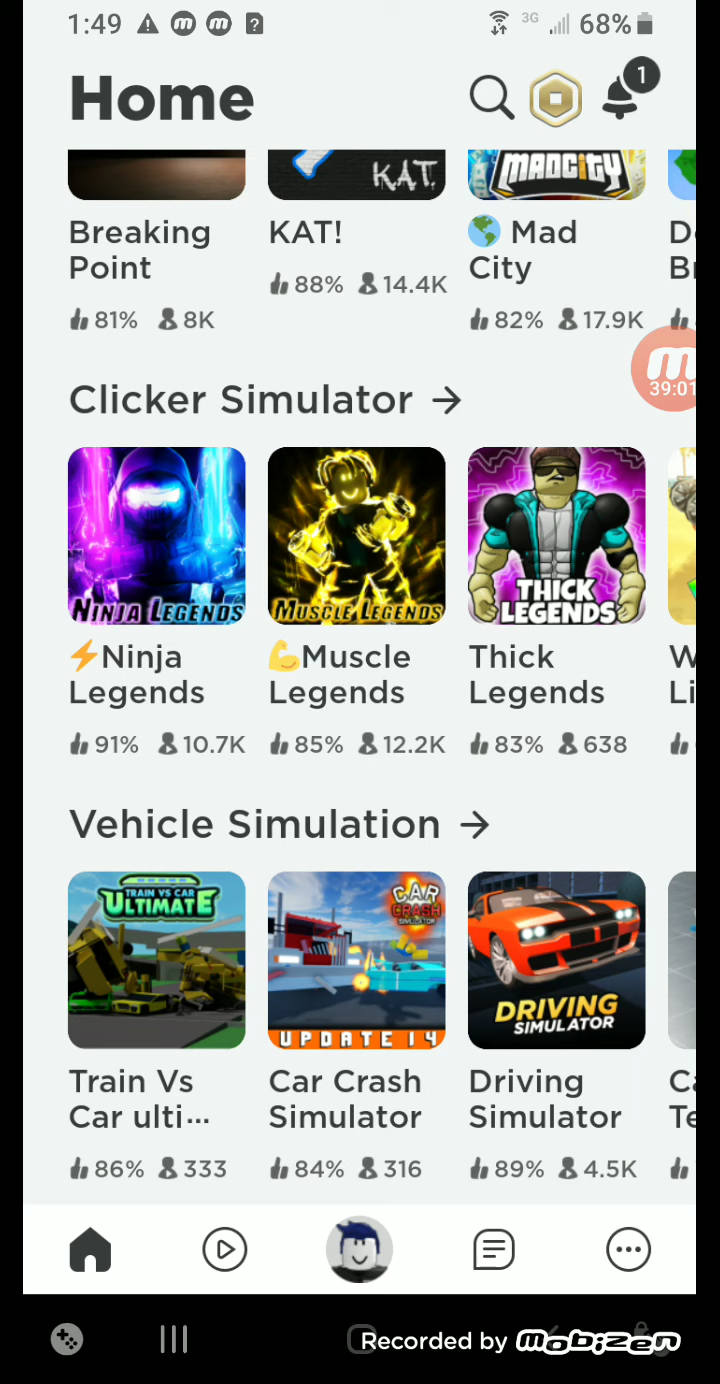 1:49
3G
68%
Home
1
KAT.
MADCITY
Breaking
Point
81% 8K
KAT!
88% 14.4K
Mad
City
82% 17.9K
39:01
Clicker Simulator →
NINJA LEGENDS
MUSCLE LEGENDS
THICK
LEGENDS
⚡Ninja
Legends
91% 10.7K
💪Muscle
Legends
85% 12.2K
Thick
Legends
83% 638
Vehicle Simulation →
TRAIN VS CAR
ULTIMATE
CAR
CRASH
SIMULATOR
UPDATE 14
DRIVING
SIMULATOR
Train Vs
Car ulti...
86% 333
Car Crash
Simulator
84% 316
Driving
Simulator
89% 4.5K
Recorded by mobizen